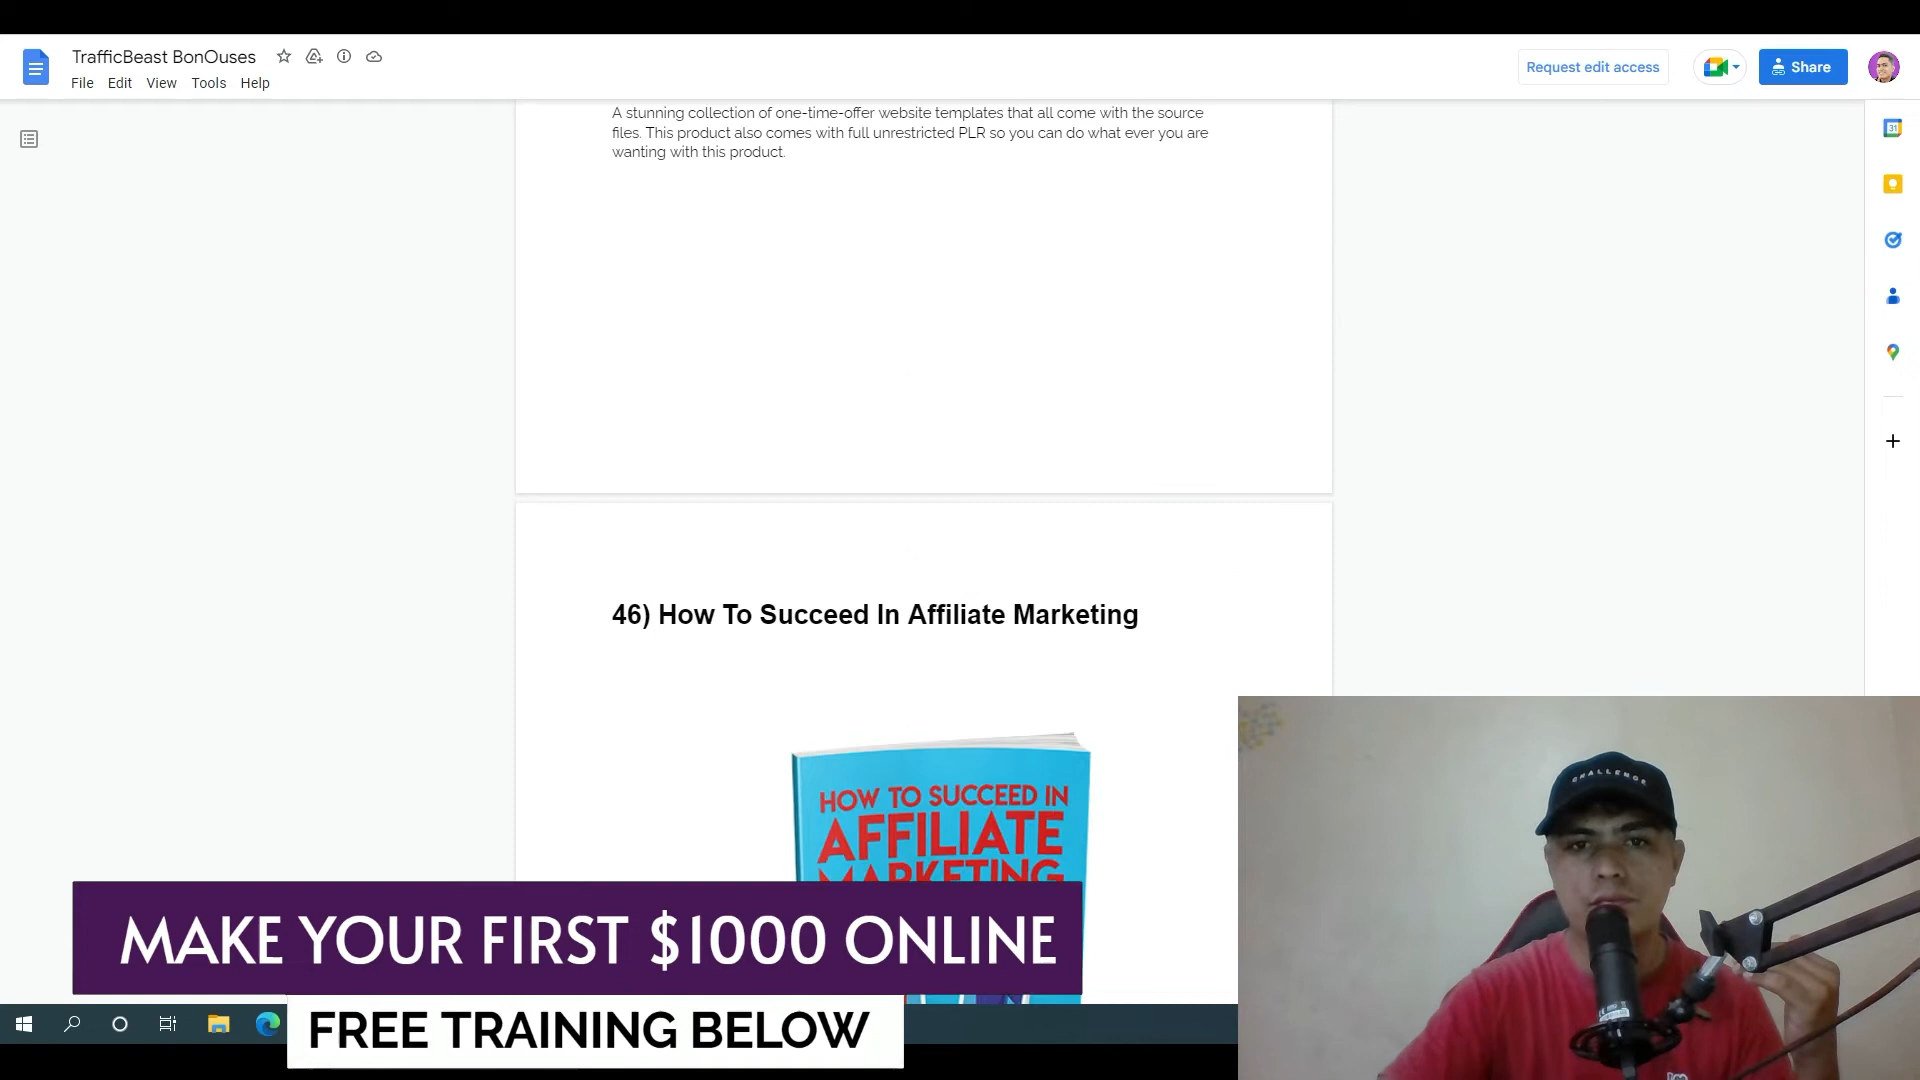 TrafficBeast BonOuses
File Edit View Tools Help
Request edit access
Share
31
A stunning collection of one-time-offer website templates that all come with the source
files. This product also comes with full unrestricted PLR so you can do what ever you are
wanting with this product.
46) How To Succeed In Affiliate Marketing
HOW TO SUCCEED IN
AFFILIATE
MARKETING
CHALLENGE
MAKE YOUR FIRST $1000 ONLINE
FREE TRAINING BELOW